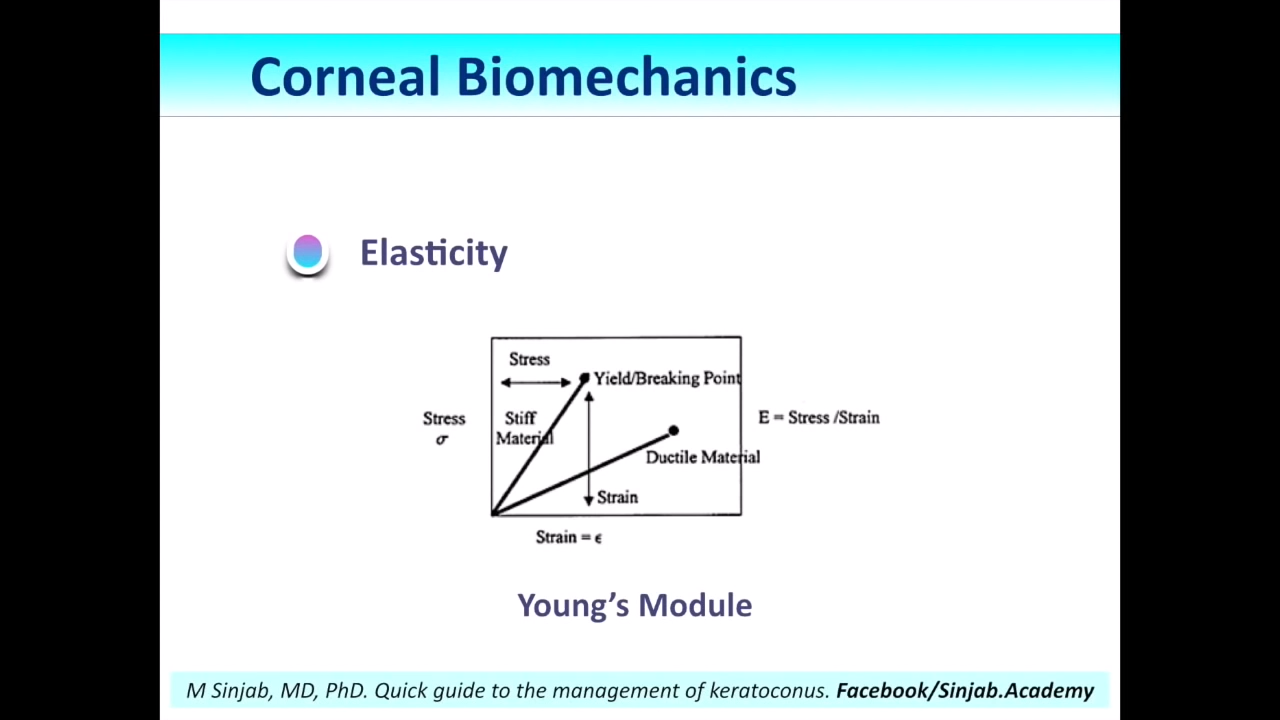 Corneal Biomechanics
Elasticity
Stress
Yield/Breaking Point
Stress
σ
Stiff
Material
E = Stress /Strain
Ductile Material
Strain
Strain = ϵ
Young's Module
M Sinjab, MD, PhD. Quick guide to the management of keratoconus. Facebook/Sinjab.Academy